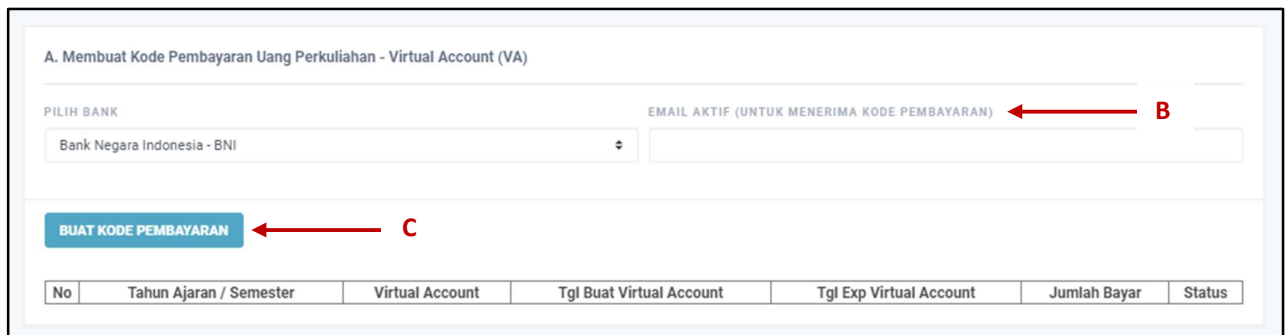 A. Membuat Kode Pembayaran Uang Perkuliahan - Virtual Account (VA)
PILIH BANK
EMAIL AKTIF (UNTUK MENERIMA KODE PEMBAYARAN)
B
Bank Negara Indonesia - BNI
BUAT KODE PEMBAYARAN
C
No Tahun Ajaran / Semester Virtual Account Tgl Buat Virtual Account Tgl Exp Virtual Account Jumlah Bayar Status